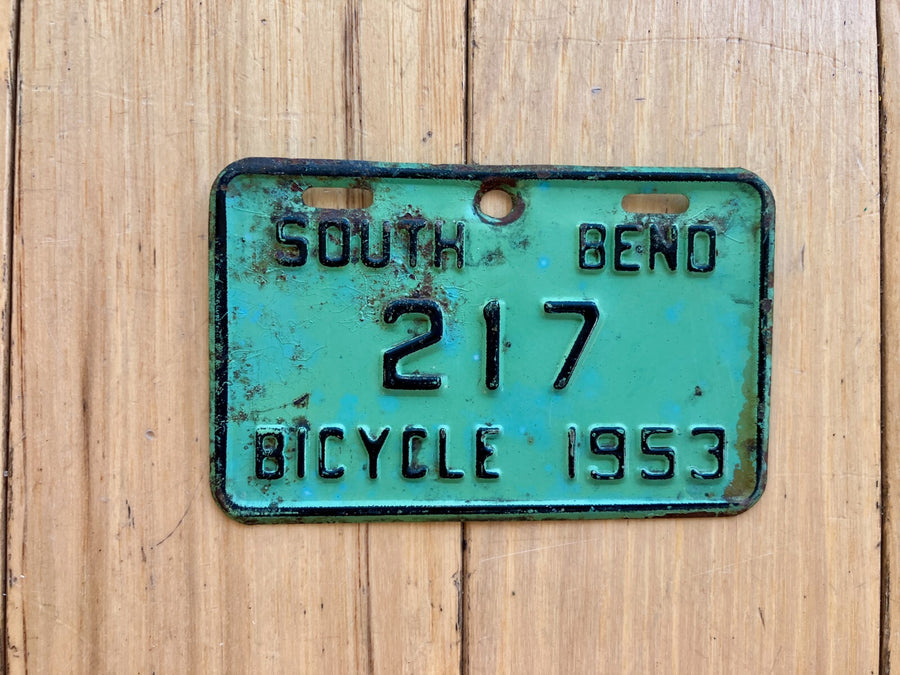 SOUTH BEND
217
BICYCLE 1953